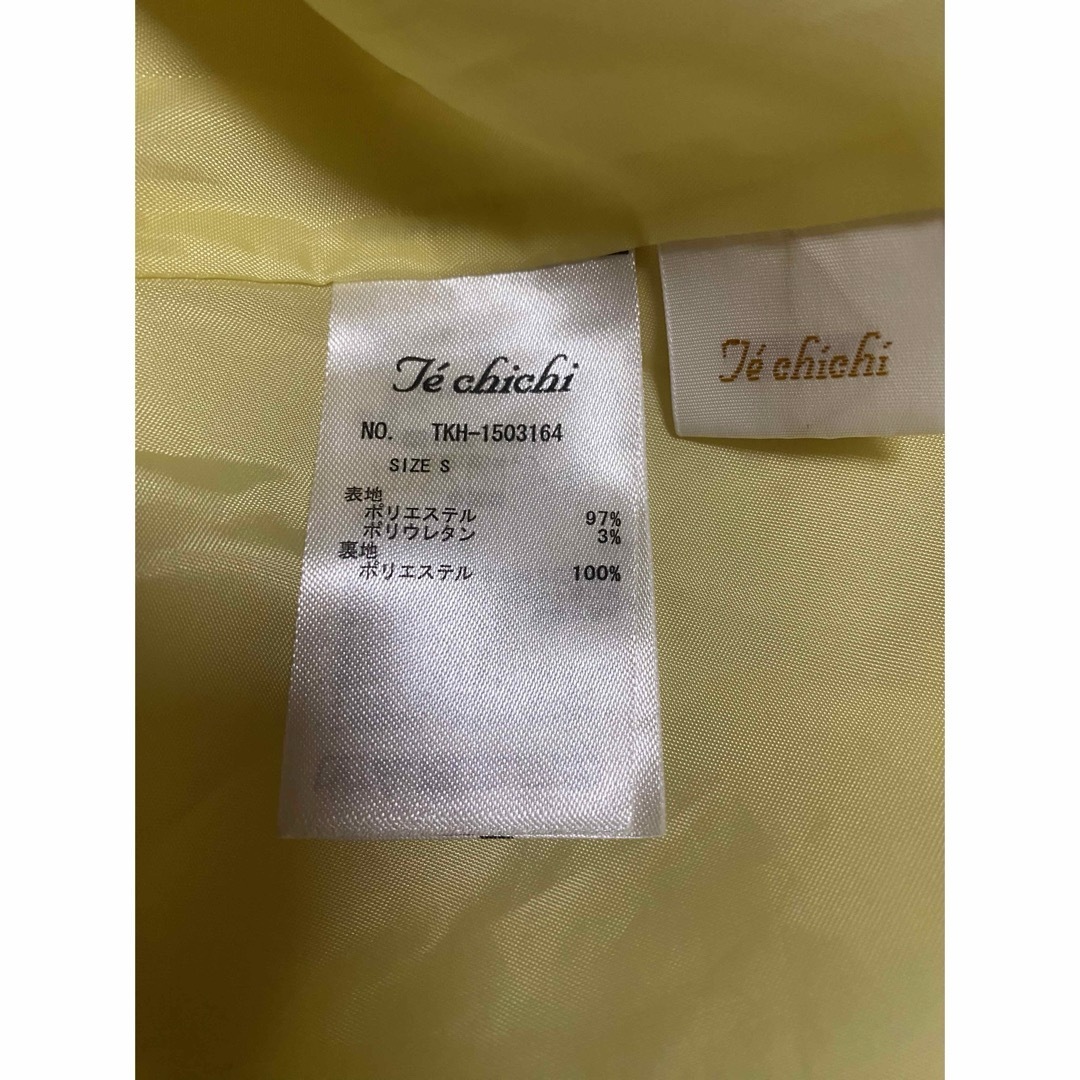 Té chichi
NO. TKH-1503164
SIZE S
表地
ポリエステル 97%
ポリウレタン 3%
裏地
ポリエステル 100%
Té chichi